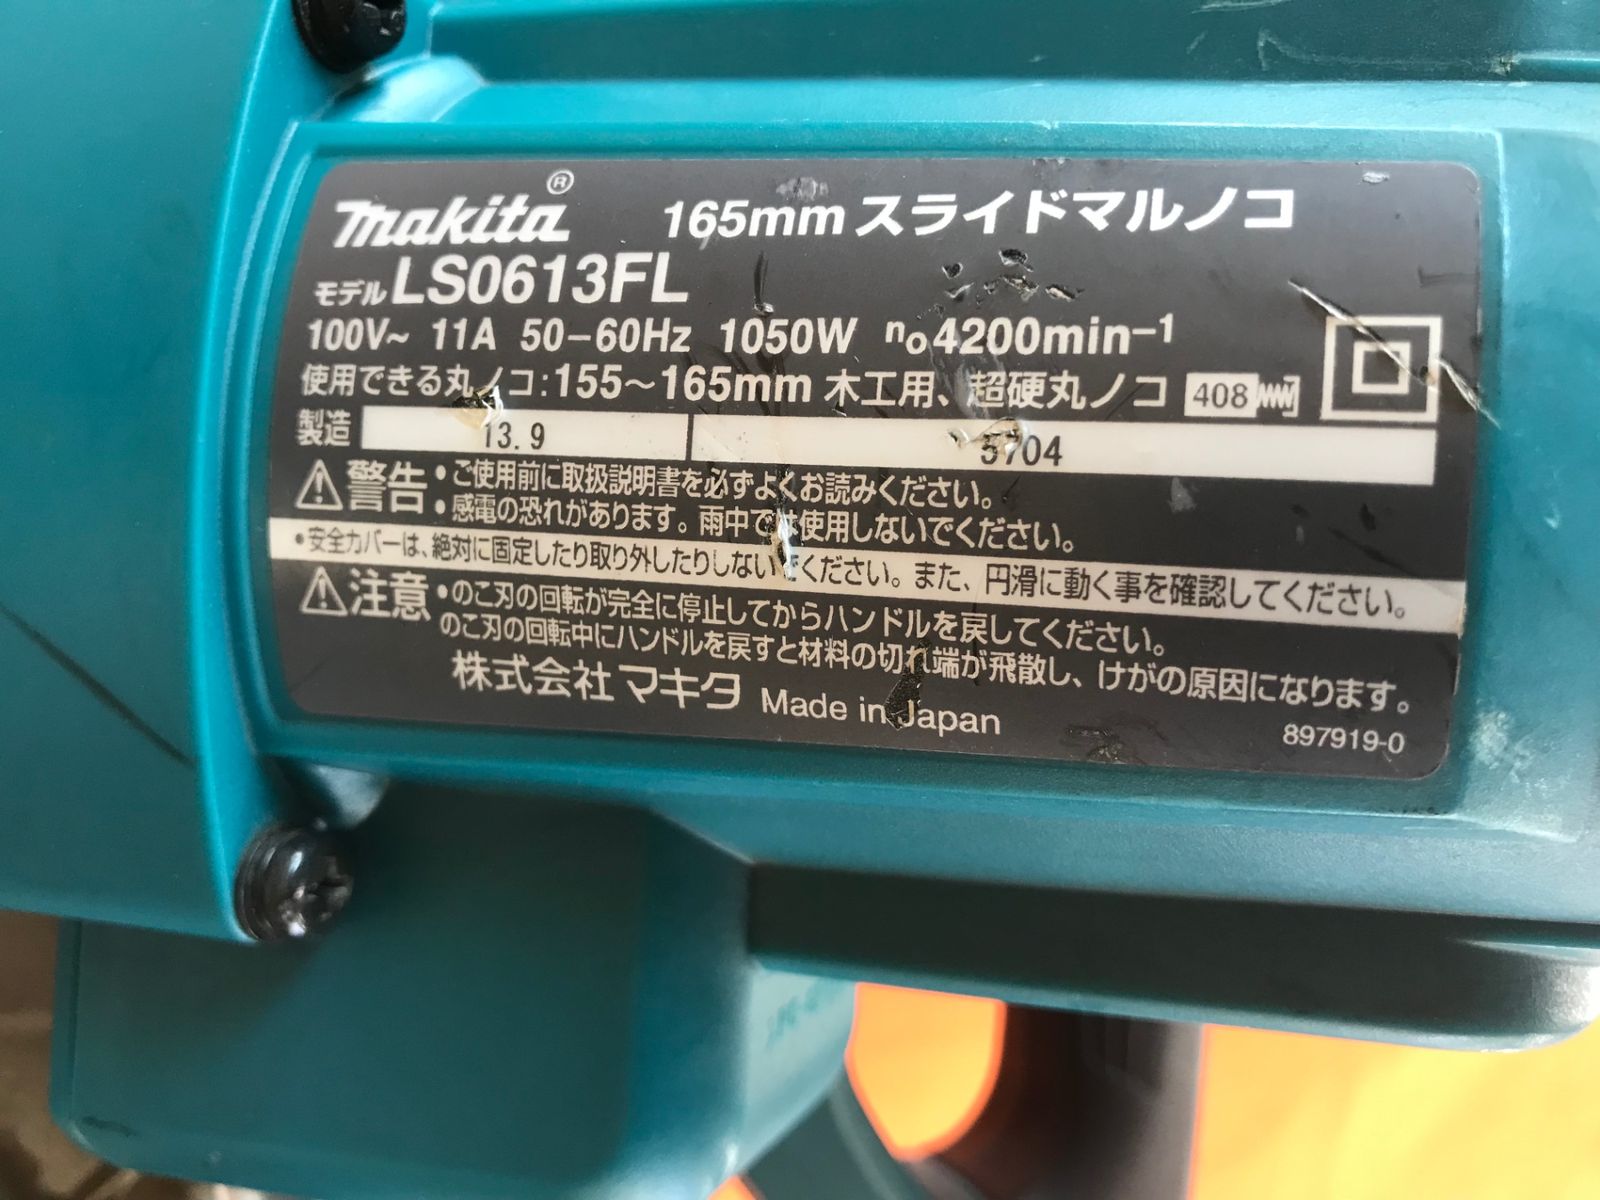 makita® 165mm スライドマルノコ
モデル LS0613FL
100V~ 11A 50-60Hz 1050W no 4200min-1
使用できる丸ノコ:155〜165mm 木工用、超硬丸ノコ 408
製造 13.9 5704
警告 ・ご使用前に取扱説明書を必ずよくお読みください。
・感電の恐れがあります。雨中では使用しないでください。
・安全カバーは、絶対に固定したり取り外したりしないでください。また、円滑に動く事を確認してください。
注意 ・のこ刃の回転が完全に停止してからハンドルを戻してください。
のこ刃の回転中にハンドルを戻すと材料の切れ端が飛散し、けがの原因になります。
株式会社 マキタ Made in Japan
897919-0